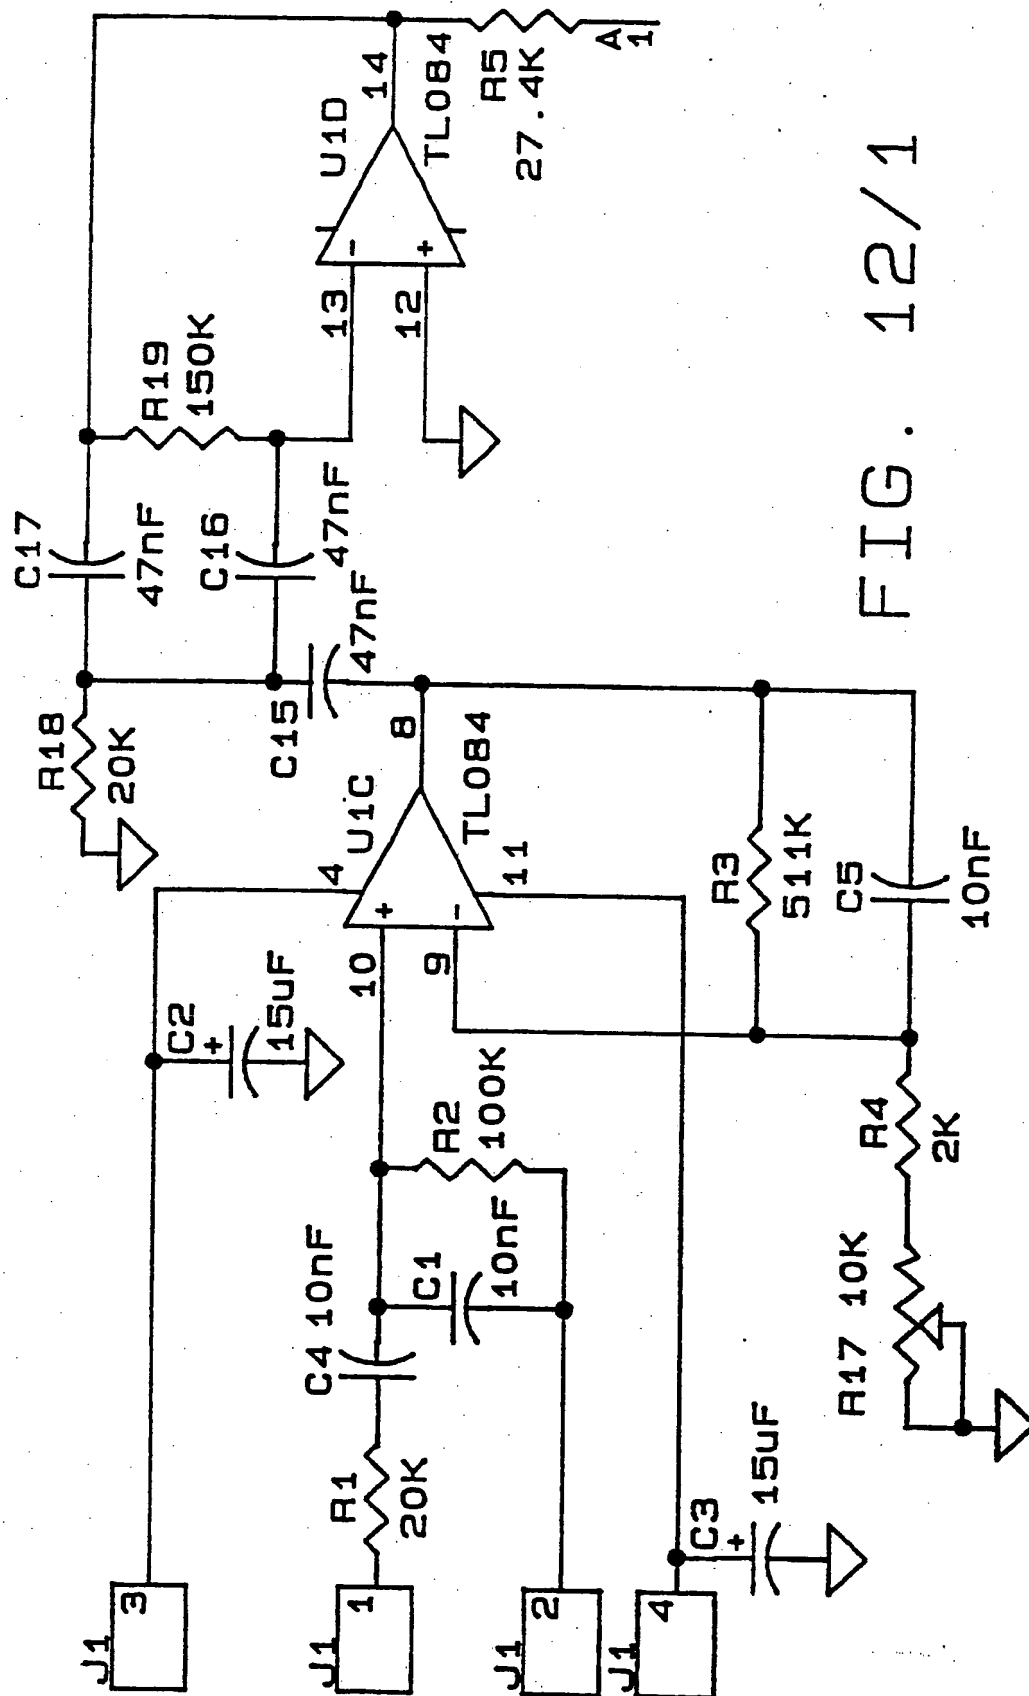 J1
3
C2
+
15uF
R18
20K
C17
47nF
R19
150K
C16
47nF
C15
47nF
J1
1
R1
20K
C4
10nF
C1
10nF
R2
100K
10
9
+
-
4
11
8
U1C
TL084
13
12
-
+
14
U1D
TL084
R5
27.4K
A
1
J1
2
J1
4
C3
+
15uF
R17
10K
R4
2K
R3
511K
C5
10nF
FIG. 12/1